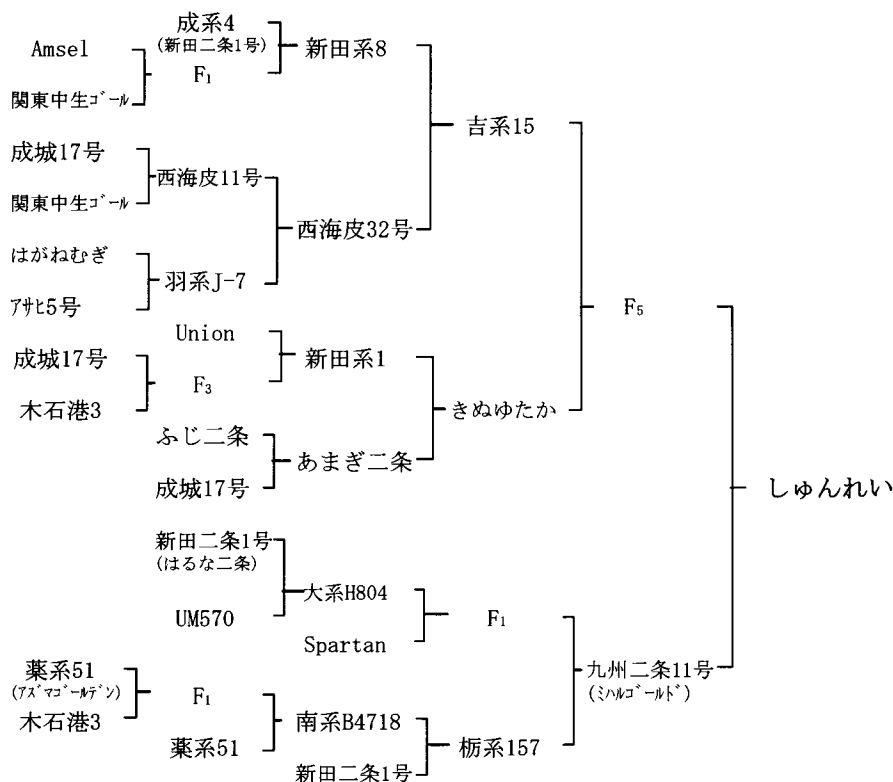 成系4
(新田二条1号)
Amsel
新田系8
F₁
関東中生ｺﾞｰﾙ
吉系15
成城17号
西海皮11号
関東中生ｺﾞｰﾙ
西海皮32号
はがねむぎ
羽系J-7
ｱｻﾋ5号
F₅
Union
成城17号
新田系1
F₃
木石港3
きぬゆたか
ふじ二条
あまぎ二条
成城17号
しゅんれい
新田二条1号
(はるな二条)
大系H804
UM570
F₁
Spartan
薬系51
(ｱｽﾞﾏｺﾞｰﾙﾃﾞﾝ)
九州二条11号
(ﾐﾊﾙｺﾞｰﾙﾄﾞ)
F₁
木石港3
南系B4718
薬系51
栃系157
新田二条1号